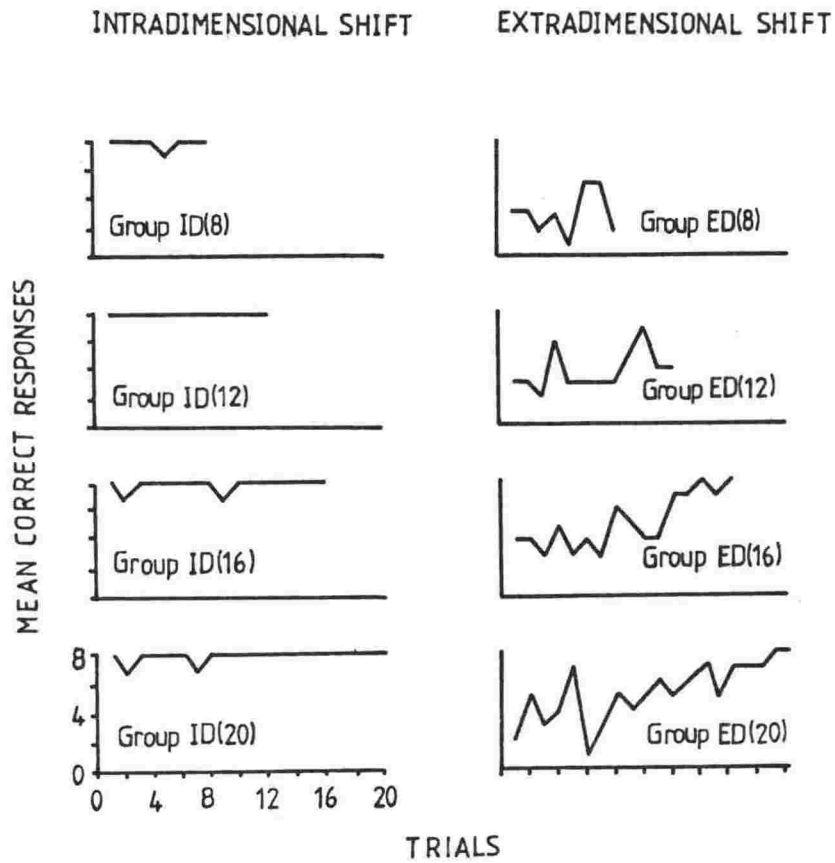 INTRADIMENSIONAL SHIFT EXTRADIMENSIONAL SHIFT
Group ID(8) Group ED(8)
Group ID(12) Group ED(12)
Group ID(16) Group ED(16)
8
4
0
Group ID(20) Group ED(20)
0 4 8 12 16 20
MEAN CORRECT RESPONSES
TRIALS